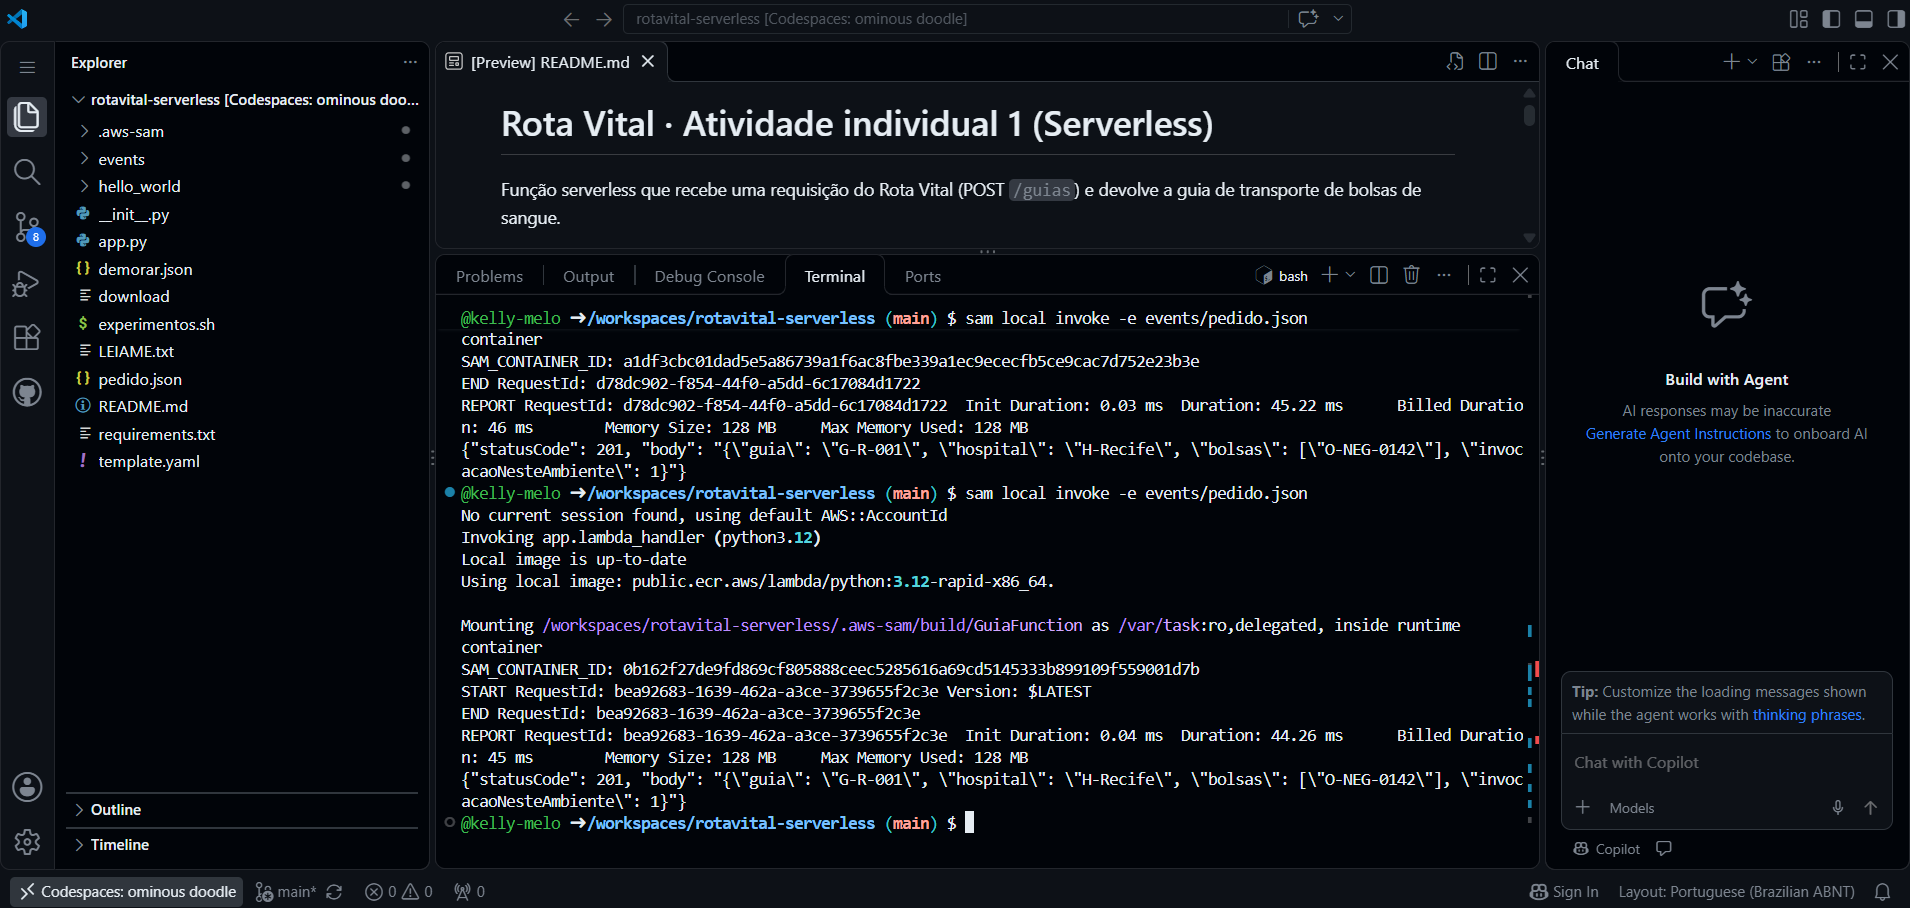 rotavital-serverless [Codespaces: ominous doodle]
Explorer
rotavital-serverless [Codespaces: ominous doo...
.aws-sam
events
hello_world
__init__.py
app.py
demorar.json
download
experimentos.sh
LEIAME.txt
pedido.json
README.md
requirements.txt
template.yaml
Outline
Timeline
8
[Preview] README.md
Rota Vital · Atividade individual 1 (Serverless)
Função serverless que recebe uma requisição do Rota Vital (POST /guias) e devolve a guia de transporte de bolsas de
sangue.
Problems
Output
Debug Console
Terminal
Ports
bash
@kelly-melo ➜/workspaces/rotavital-serverless (main) $ sam local invoke -e events/pedido.json
container
SAM_CONTAINER_ID: a1df3cbc01dad5e5a86739a1f6ac8fbe339a1ec9ececfb5ce9cac7d752e23b3e
END RequestId: d78dc902-f854-44f0-a5dd-6c17084d1722
REPORT RequestId: d78dc902-f854-44f0-a5dd-6c17084d1722 Init Duration: 0.03 ms Duration: 45.22 ms Billed Duratio
n: 46 ms Memory Size: 128 MB Max Memory Used: 128 MB
{"statusCode": 201, "body": "{\"guia\": \"G-R-001\", \"hospital\": \"H-Recife\", \"bolsas\": [\"O-NEG-0142\"], \"invoc
acaoNesteAmbiente\": 1}"}
@kelly-melo ➜/workspaces/rotavital-serverless (main) $ sam local invoke -e events/pedido.json
No current session found, using default AWS::AccountId
Invoking app.lambda_handler (python3.12)
Local image is up-to-date
Using local image: public.ecr.aws/lambda/python:3.12-rapid-x86_64.
Mounting /workspaces/rotavital-serverless/.aws-sam/build/GuiaFunction as /var/task:ro,delegated, inside runtime
container
SAM_CONTAINER_ID: 0b162f27de9fd869cf805888ceec5285616a69cd5145333b899109f559001d7b
START RequestId: bea92683-1639-462a-a3ce-3739655f2c3e Version: $LATEST
END RequestId: bea92683-1639-462a-a3ce-3739655f2c3e
REPORT RequestId: bea92683-1639-462a-a3ce-3739655f2c3e Init Duration: 0.04 ms Duration: 44.26 ms Billed Duratio
n: 45 ms Memory Size: 128 MB Max Memory Used: 128 MB
{"statusCode": 201, "body": "{\"guia\": \"G-R-001\", \"hospital\": \"H-Recife\", \"bolsas\": [\"O-NEG-0142\"], \"invoc
acaoNesteAmbiente\": 1}"}
@kelly-melo ➜/workspaces/rotavital-serverless (main) $
Chat
Build with Agent
AI responses may be inaccurate
Generate Agent Instructions to onboard AI
onto your codebase.
Tip: Customize the loading messages shown
while the agent works with thinking phrases.
Chat with Copilot
Models
Copilot
Codespaces: ominous doodle
main*
0
0
0
Sign In
Layout: Portuguese (Brazilian ABNT)